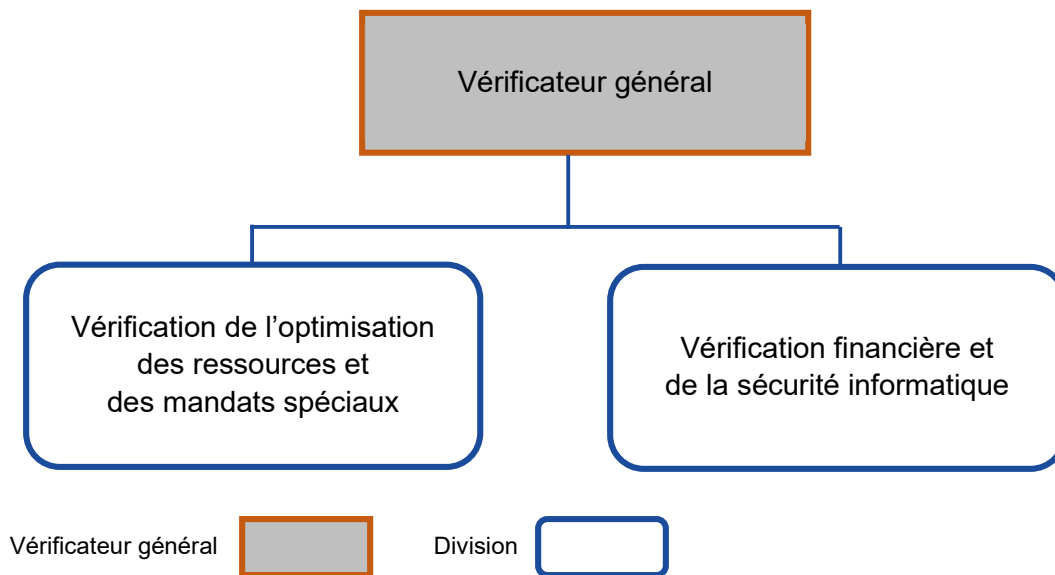 Vérificateur général
Vérification de l’optimisation
des ressources et
des mandats spéciaux
Vérification financière et
de la sécurité informatique
Vérificateur général
Division